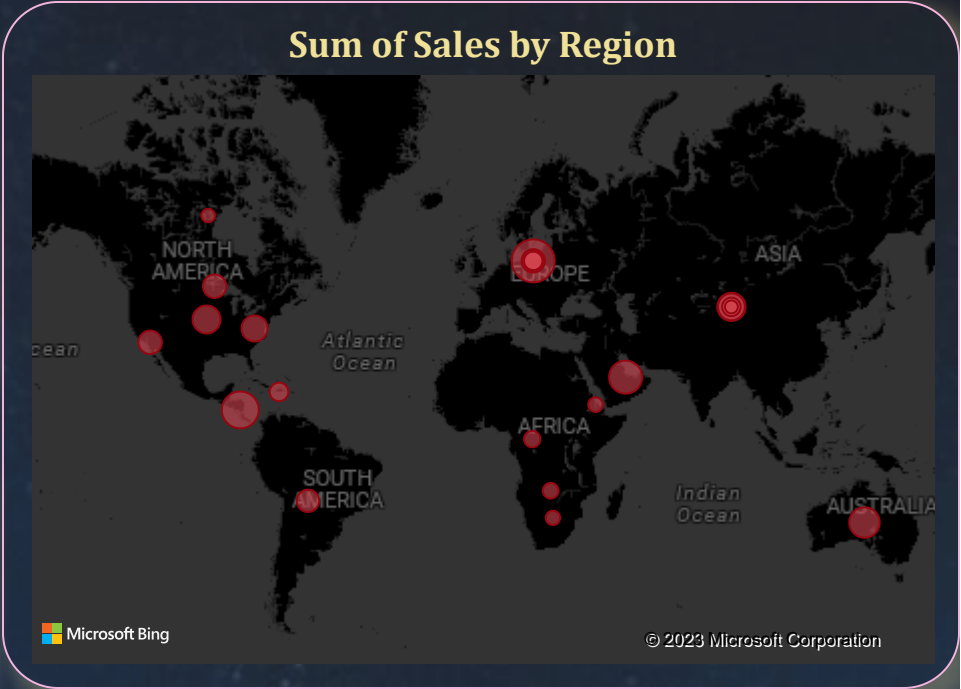 Sum of Sales by Region
NORTH
AMERICA
EUROPE
ASIA
cean
Atlantic
Ocean
AFRICA
SOUTH
AMERICA
Indian
Ocean
AUSTRALIA
Microsoft Bing
© 2023 Microsoft Corporation